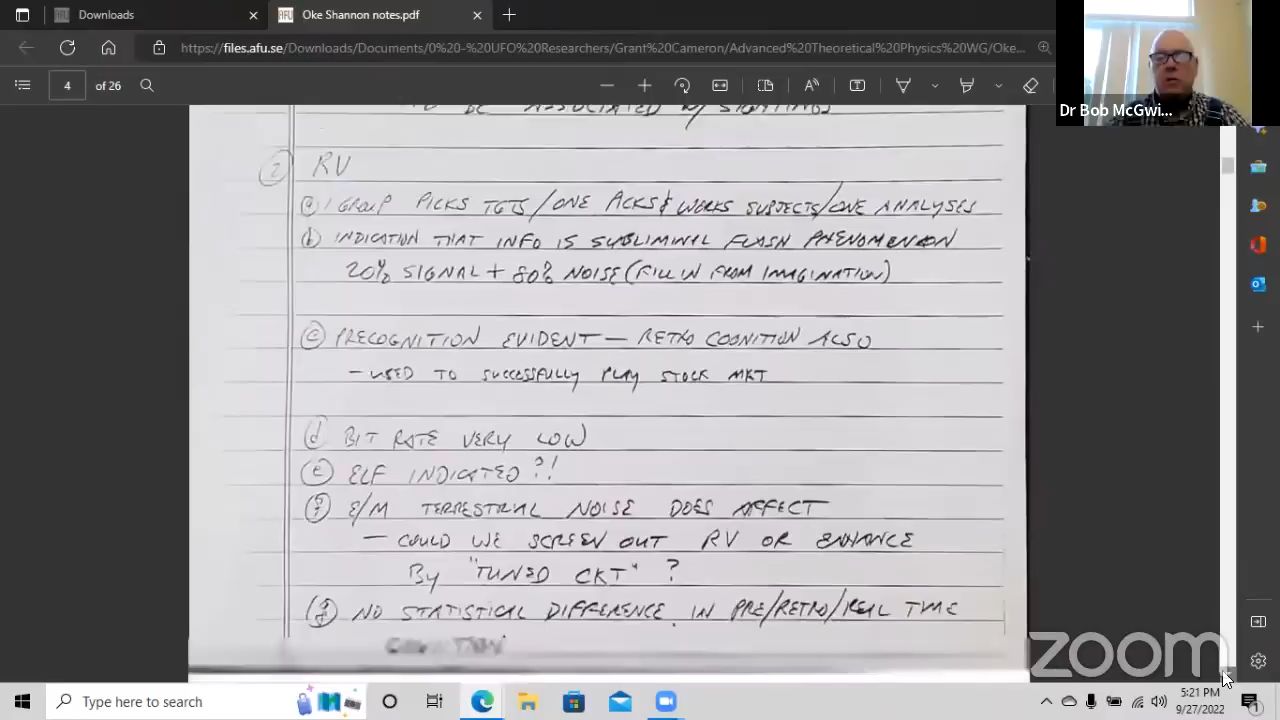 Downloads
Oke Shannon notes.pdf
https://files.afu.se/Downloads/Documents/0%20-%20UFO%20Researchers/Grant%20Cameron/Advanced%20Theoretical%20Physics%20WG/Oke...
4 of 26
Dr Bob McGwi...
BE ASSOCIATED W/ SIGHTINGS
2 RV
a 1 GROUP PICKS TGTS/ONE ACKS & WORKS SUBJECTS/ONE ANALYSES
b INDICATION THAT INFO IS SUBLIMINAL FLASH PHENOMENON
20% SIGNAL + 80% NOISE (FILL IN FROM IMAGINATION)
c PRECOGNITION EVIDENT — RETRO COGNITION ALSO
- USED TO SUCCESSFULLY PLAY STOCK MKT
d BIT RATE VERY LOW
e ELF INDICATED ?!
f E/M TERRESTRIAL NOISE DOES AFFECT
- COULD WE SCREEN OUT RV OR ENHANCE
BY "TUNED CKT" ?
g NO STATISTICAL DIFFERENCE IN PRE/RETRO/REAL TIME
zoom
Type here to search
5:21 PM
9/27/2022